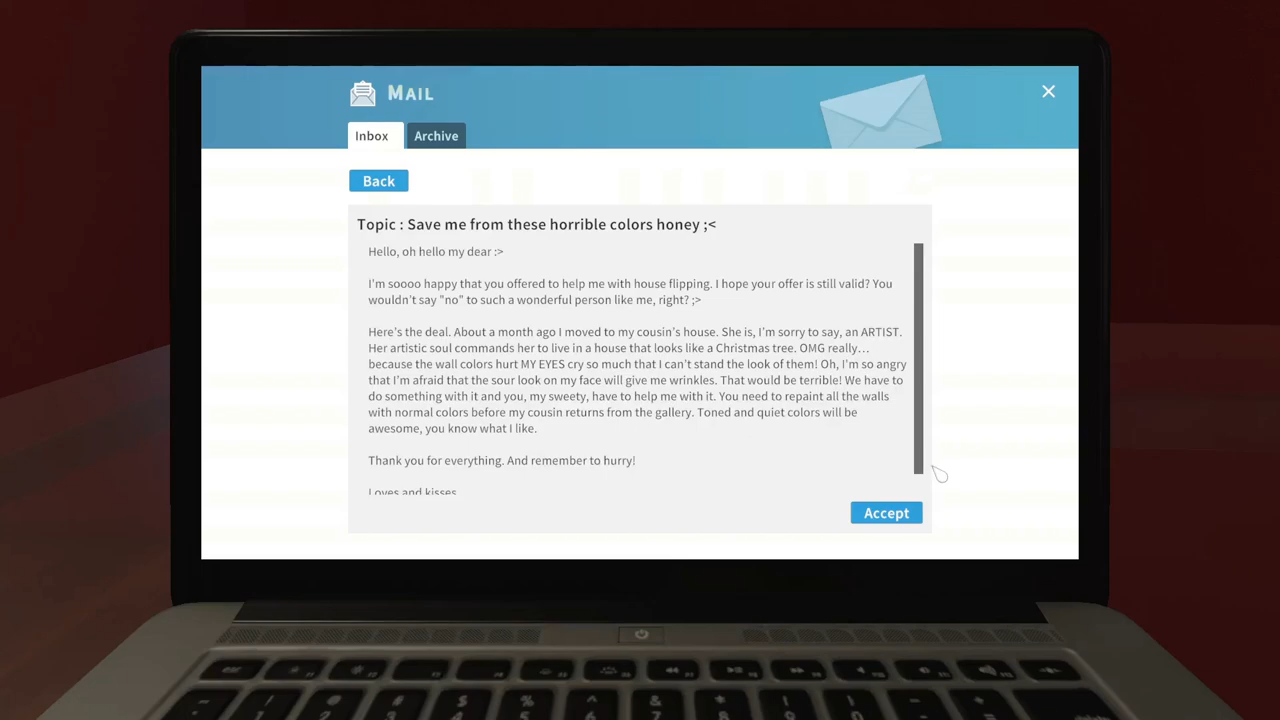 MAIL
Inbox
Archive
Back
Topic : Save me from these horrible colors honey ;<
Hello, oh hello my dear :>
I'm soooo happy that you offered to help me with house flipping. I hope your offer is still valid? You
wouldn't say "no" to such a wonderful person like me, right? ;>
Here's the deal. About a month ago I moved to my cousin's house. She is, I'm sorry to say, an ARTIST.
Her artistic soul commands her to live in a house that looks like a Christmas tree. OMG really...
because the wall colors hurt MY EYES cry so much that I can't stand the look of them! Oh, I'm so angry
that I'm afraid that the sour look on my face will give me wrinkles. That would be terrible! We have to
do something with it and you, my sweety, have to help me with it. You need to repaint all the walls
with normal colors before my cousin returns from the gallery. Toned and quiet colors will be
awesome, you know what I like.
Thank you for everything. And remember to hurry!
Loves and kisses
Accept